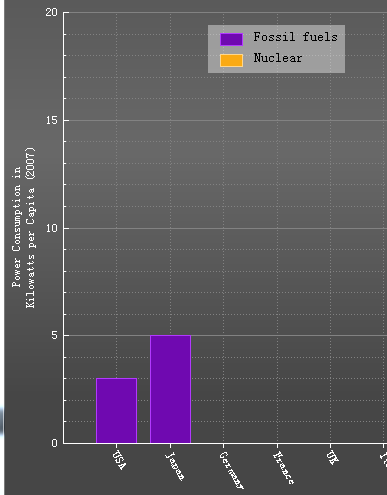 20
15
10
5
0
Fossil fuels
Nuclear
Power Consumption in
Kilowatts per Capita (2007)
USA
Japan
Germany
France
UK